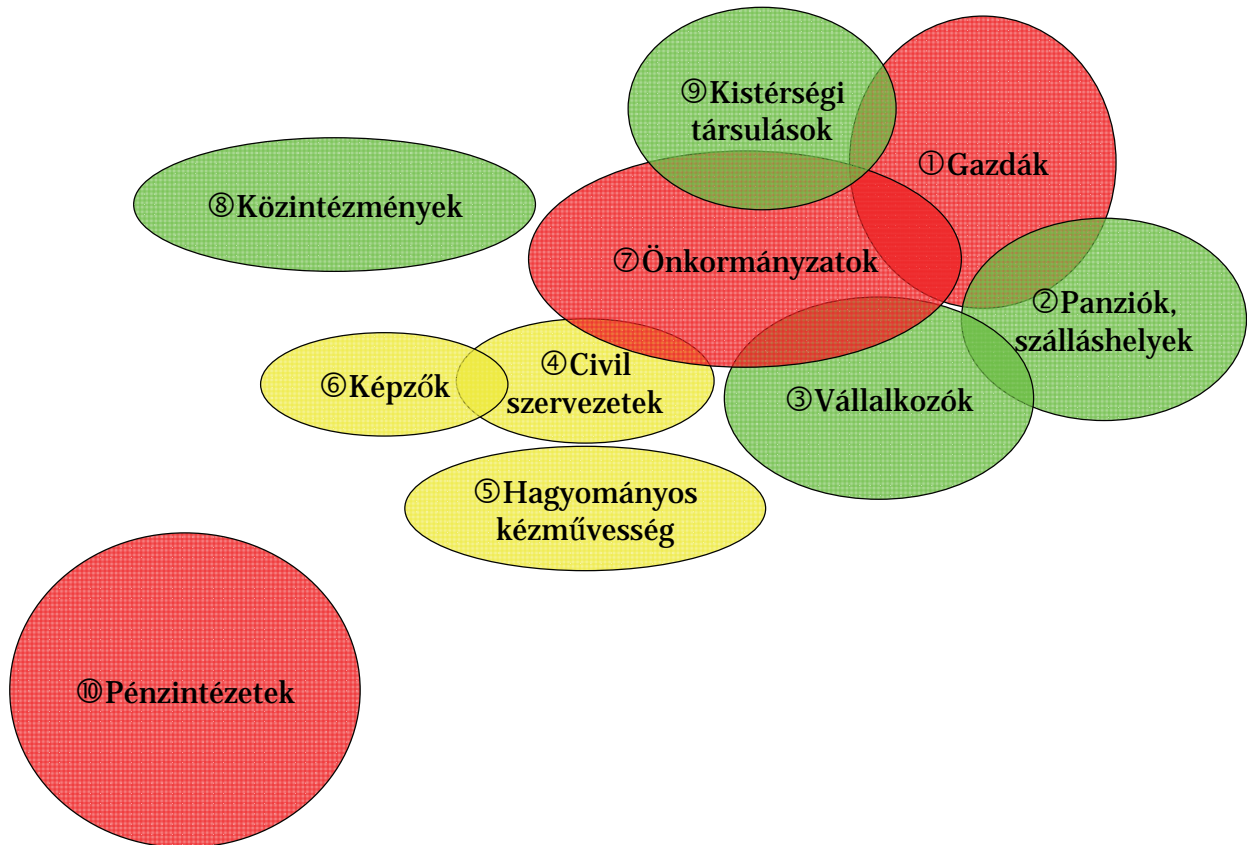 ⑨Kistérségi
társulások
①Gazdák
⑧Közintézmények
⑦Önkormányzatok
②Panziók,
szálláshelyek
④Civil
szervezetek
⑥Képzők
③Vállalkozók
⑤Hagyományos
kézművesség
⑩Pénzintézetek